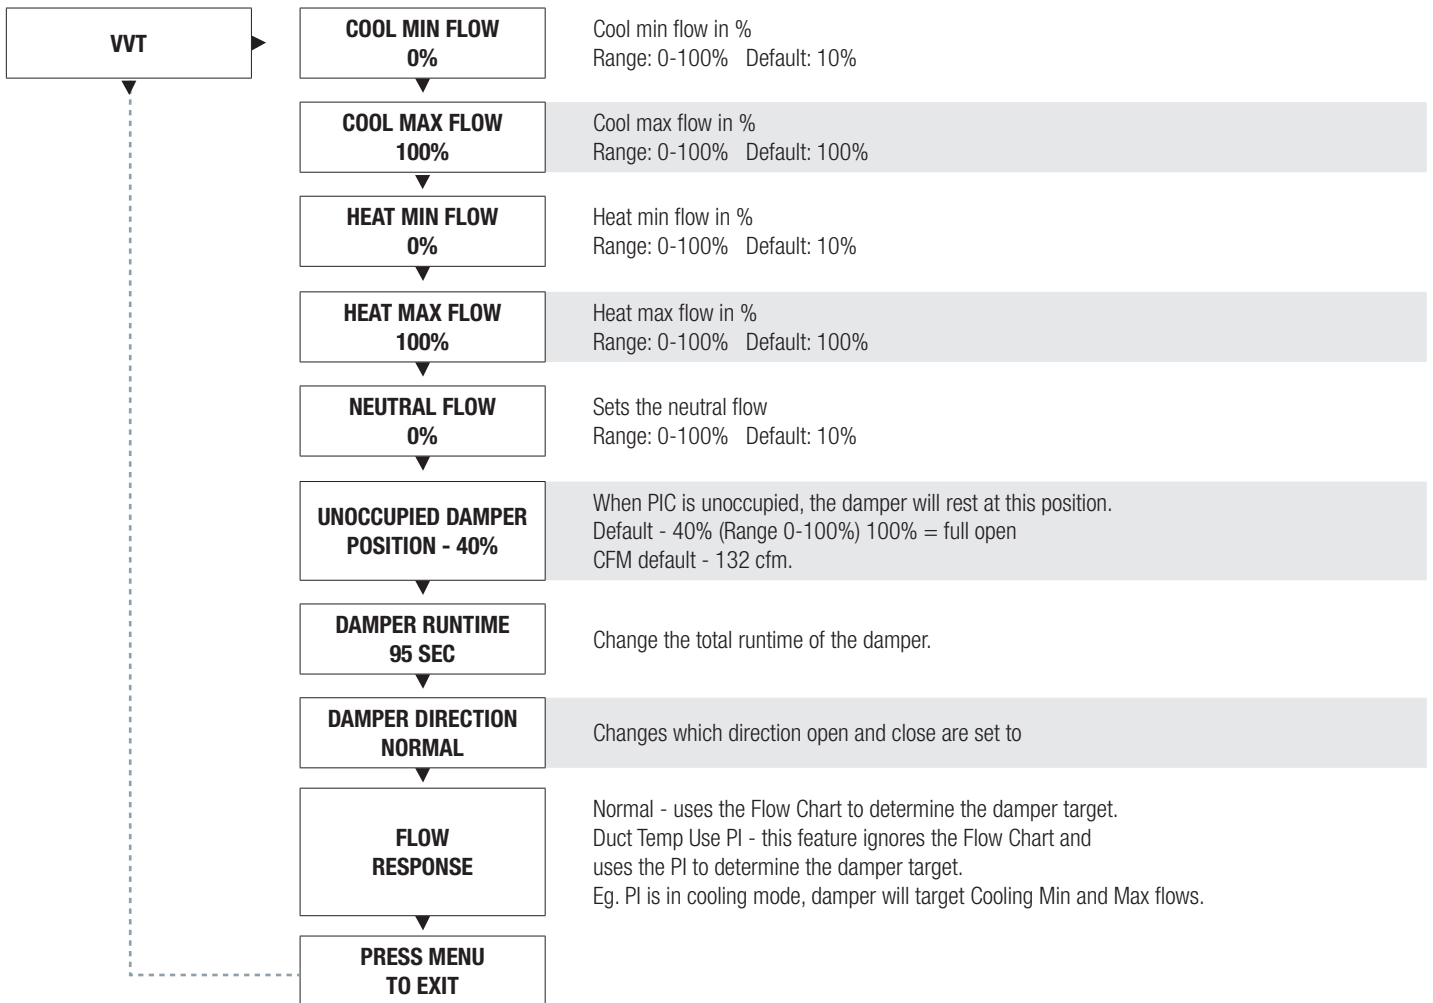 VVT
COOL MIN FLOW
0%
Cool min flow in %
Range: 0-100%   Default: 10%
COOL MAX FLOW
100%
Cool max flow in %
Range: 0-100%   Default: 100%
HEAT MIN FLOW
0%
Heat min flow in %
Range: 0-100%   Default: 10%
HEAT MAX FLOW
100%
Heat max flow in %
Range: 0-100%   Default: 100%
NEUTRAL FLOW
0%
Sets the neutral flow
Range: 0-100%   Default: 10%
UNOCCUPIED DAMPER
POSITION - 40%
When PIC is unoccupied, the damper will rest at this position.
Default - 40% (Range 0-100%) 100% = full open
CFM default - 132 cfm.
DAMPER RUNTIME
95 SEC
Change the total runtime of the damper.
DAMPER DIRECTION
NORMAL
Changes which direction open and close are set to
FLOW
RESPONSE
Normal - uses the Flow Chart to determine the damper target.
Duct Temp Use PI - this feature ignores the Flow Chart and
uses the PI to determine the damper target.
Eg. PI is in cooling mode, damper will target Cooling Min and Max flows.
PRESS MENU
TO EXIT